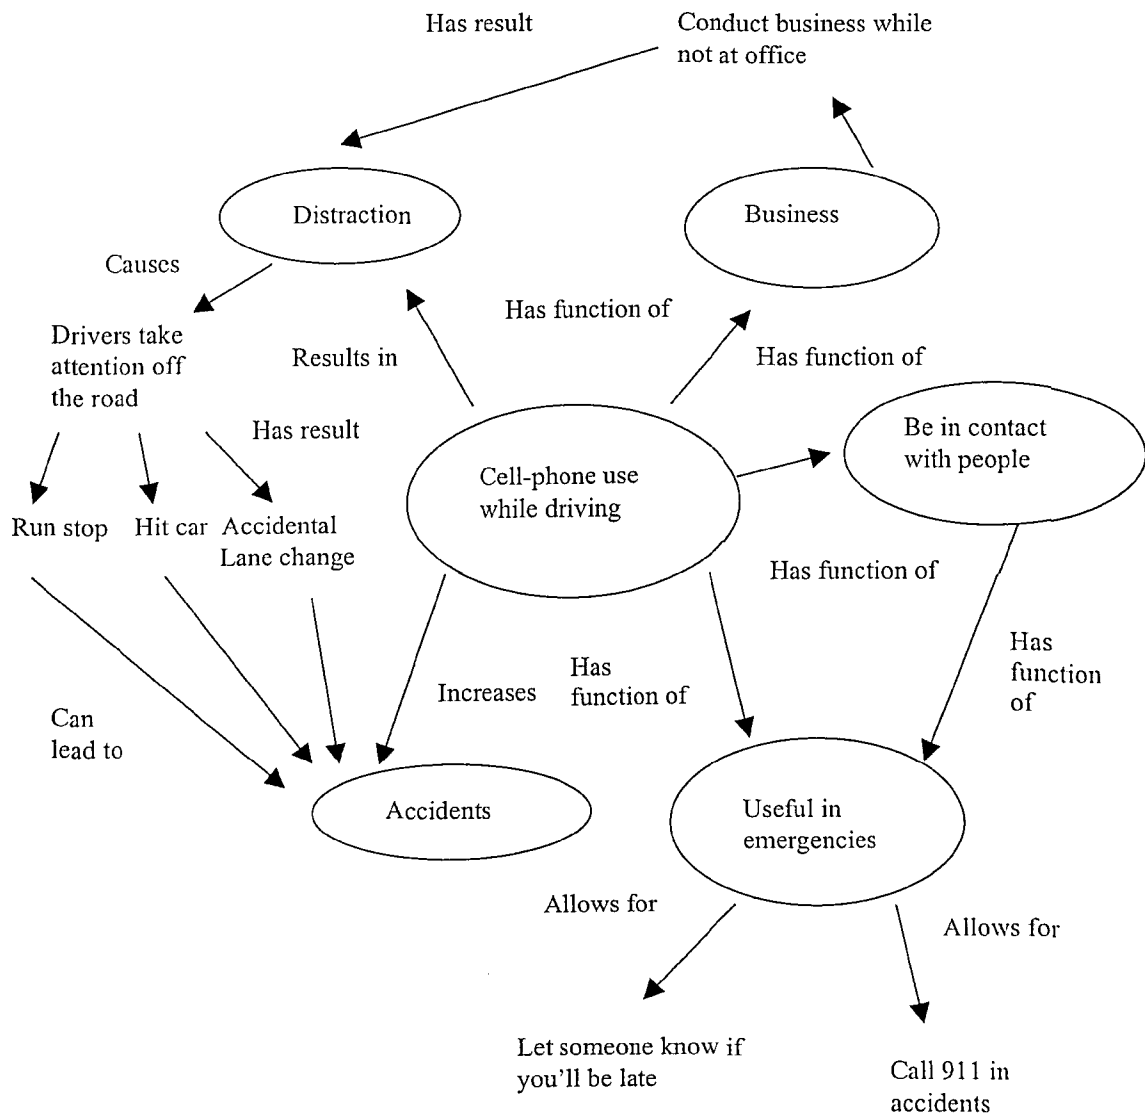 Has result
Conduct business while
not at office
Distraction
Business
Causes
Has function of
Drivers take
attention off
the road
Results in
Has function of
Has result
Be in contact
with people
Cell-phone use
while driving
Run stop
Hit car
Accidental
Lane change
Has function of
Has
function of
Has
function
of
Increases
Can
lead to
Accidents
Useful in
emergencies
Allows for
Allows for
Let someone know if
you'll be late
Call 911 in
accidents